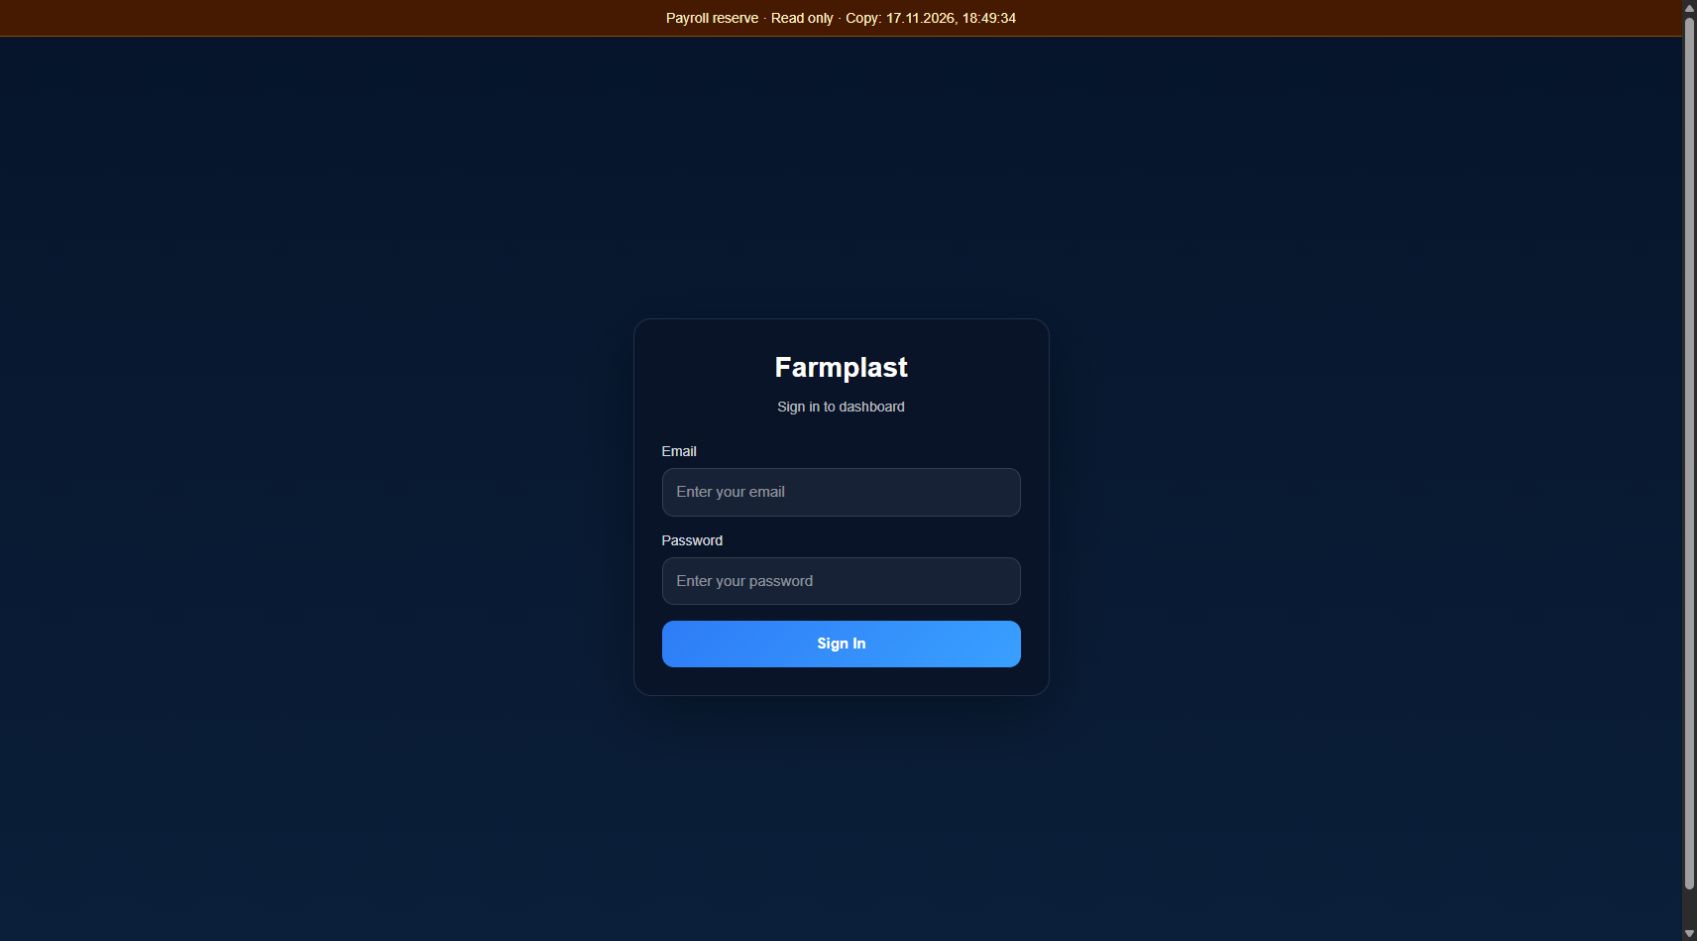 Payroll reserve · Read only · Copy: 17.11.2026, 18:49:34
Farmplast
Sign in to dashboard
Email
Enter your email
Password
Enter your password
Sign In